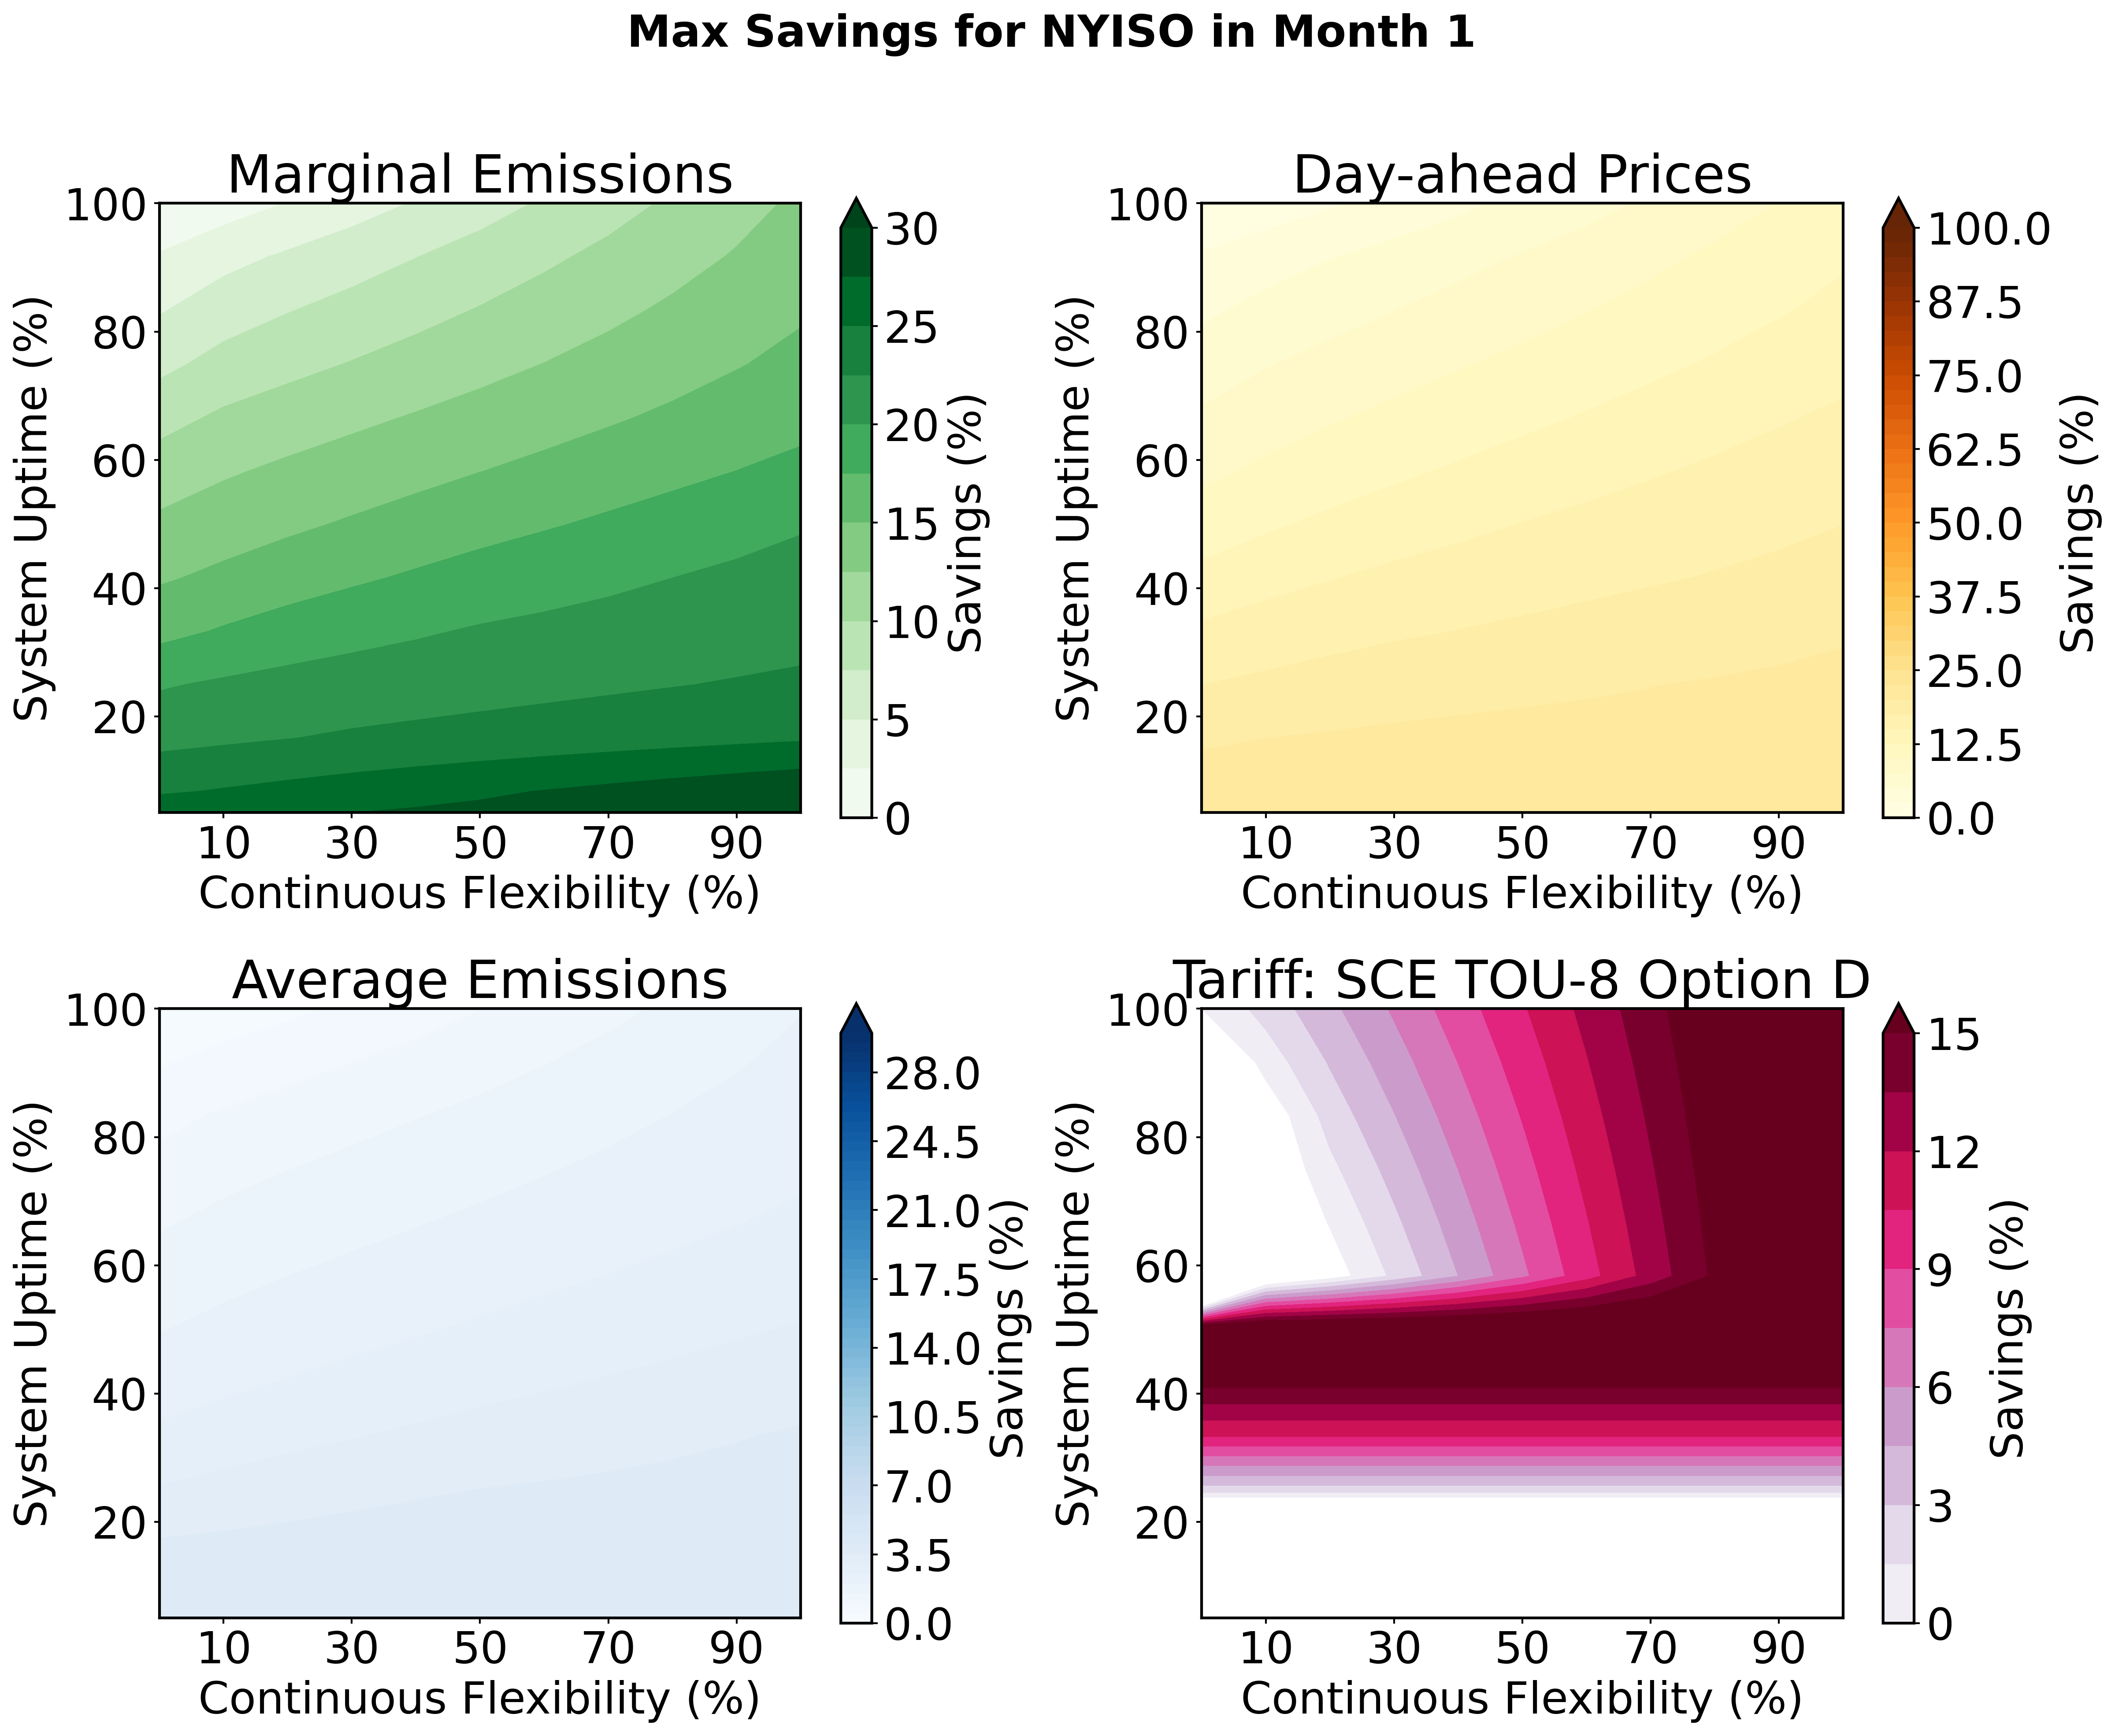 Max Savings for NYISO in Month 1
Marginal Emissions
100
80
60
40
20
System Uptime (%)
10 30 50 70 90
Continuous Flexibility (%)
30
25
20
15
10
5
0
Savings (%)
Day-ahead Prices
100
80
60
40
20
System Uptime (%)
10 30 50 70 90
Continuous Flexibility (%)
100.0
87.5
75.0
62.5
50.0
37.5
25.0
12.5
0.0
Savings (%)
Average Emissions
100
80
60
40
20
System Uptime (%)
10 30 50 70 90
Continuous Flexibility (%)
28.0
24.5
21.0
17.5
14.0
10.5
7.0
3.5
0.0
Savings (%)
Tariff: SCE TOU-8 Option D
100
80
60
40
20
System Uptime (%)
10 30 50 70 90
Continuous Flexibility (%)
15
12
9
6
3
0
Savings (%)